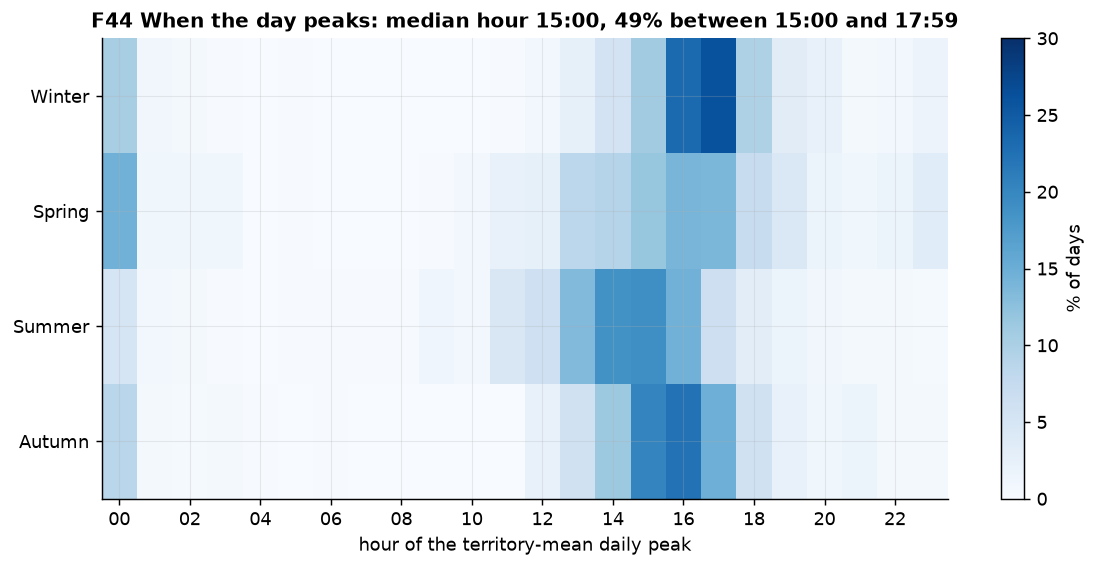 F44 When the day peaks: median hour 15:00, 49% between 15:00 and 17:59
Winter
Spring
Summer
Autumn
00 02 04 06 08 10 12 14 16 18 20 22
hour of the territory-mean daily peak
30
25
20
15
10
5
0
% of days